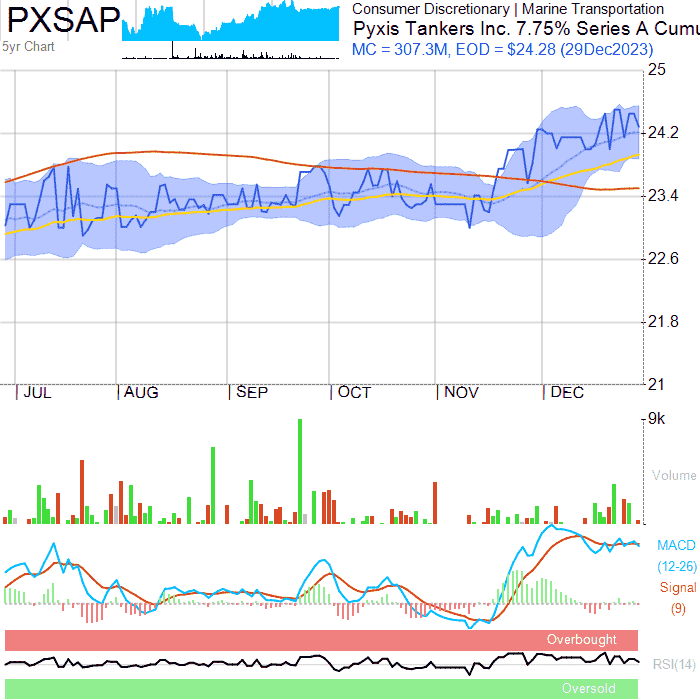 PXSAP
5yr Chart
Consumer Discretionary | Marine Transportation
Pyxis Tankers Inc. 7.75% Series A Cumu
MC = 307.3M, EOD = $24.28 (29Dec2023)
25
24.2
23.4
22.6
21.8
21
JUL AUG SEP OCT NOV DEC
9k
Volume
MACD
(12-26)
Signal
(9)
Overbought
RSI(14)
Oversold